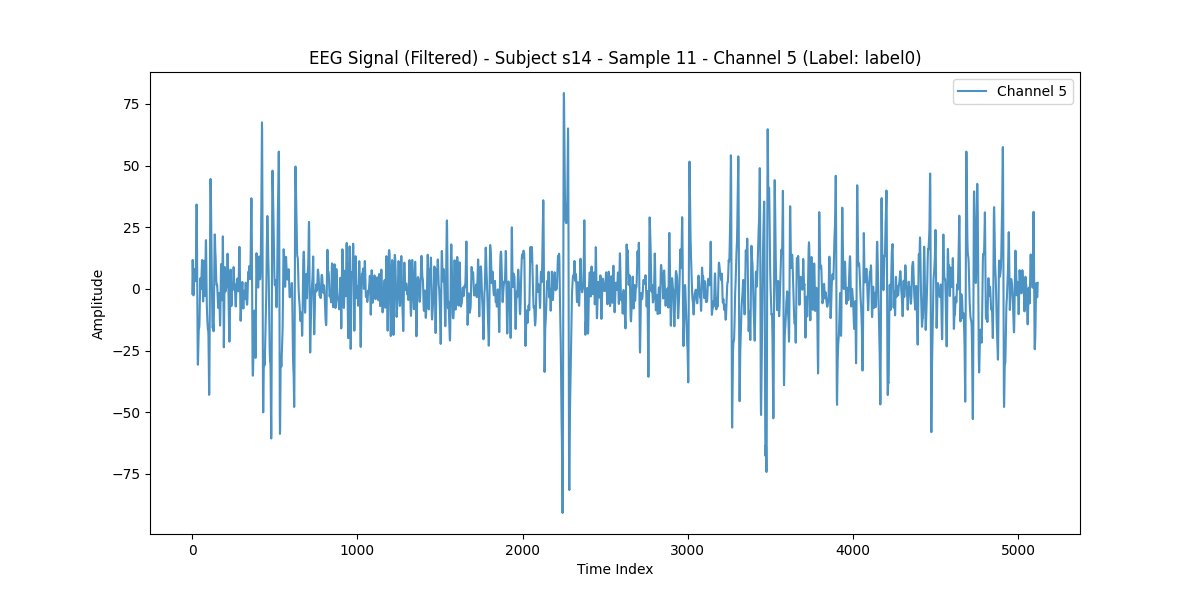 EEG Signal (Filtered) - Subject s14 - Sample 11 - Channel 5 (Label: label0)
Channel 5
75
50
25
0
−25
−50
−75
Amplitude
0 1000 2000 3000 4000 5000
Time Index